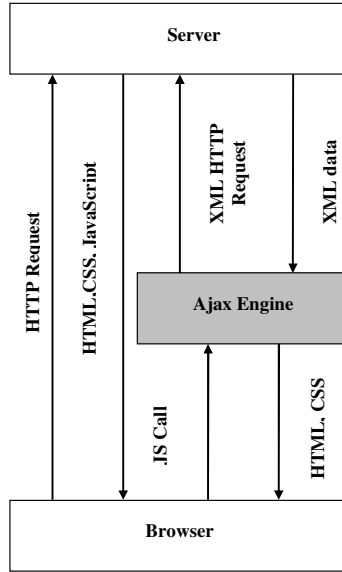 Server
HTTP Request
HTML,CSS, JavaScript
XML HTTP
Request
XML data
Ajax Engine
JS Call
HTML, CSS
Browser